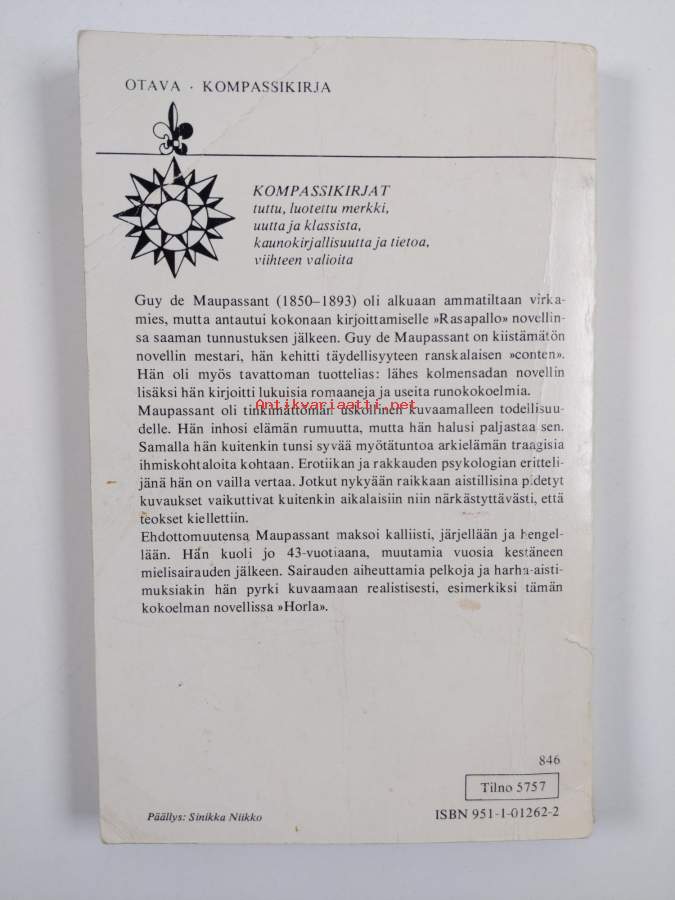 OTAVA · KOMPASSIKIRJA
KOMPASSIKIRJAT
tuttu, luotettu merkki,
uutta ja klassista,
kaunokirjallisuutta ja tietoa,
viihteen valioita
Guy de Maupassant (1850–1893) oli alkuaan ammatiltaan virka-
mies, mutta antautui kokonaan kirjoittamiselle »Rasapallo» novellin-
sa saaman tunnustuksen jälkeen. Guy de Maupassant on kiistämätön
novellin mestari, hän kehitti täydellisyyteen ranskalaisen »conten».
Hän oli myös tavattoman tuottelias: lähes kolmensadan novellin
lisäksi hän kirjoitti lukuisia romaaneja ja useita runokokoelmia.
Antikvariaatti.net
Maupassant oli tinkimättömän uskollinen kuvaamalleen todellisuu-
delle. Hän inhosi elämän rumuutta, mutta hän halusi paljastaa sen.
Samalla hän kuitenkin tunsi syvää myötätuntoa arkielämän traagisia
ihmiskohtaloita kohtaan. Erotiikan ja rakkauden psykologian eritteli-
jänä hän on vailla vertaa. Jotkut nykyään raikkaan aistillisina pidetyt
kuvaukset vaikuttivat kuitenkin aikalaisiin niin närkästyttävästi, että
teokset kiellettiin.
Ehdottomuutensa Maupassant maksoi kalliisti, järjellään ja hengel-
lään. Hän kuoli jo 43-vuotiaana, muutamia vuosia kestäneen
mielisairauden jälkeen. Sairauden aiheuttamia pelkoja ja harha-aisti-
muksiakin hän pyrki kuvaamaan realistisesti, esimerkiksi tämän
kokoelman novellissa »Horla».
846
Tilno 5757
Päällys: Sinikka Niikko
ISBN 951-1-01262-2